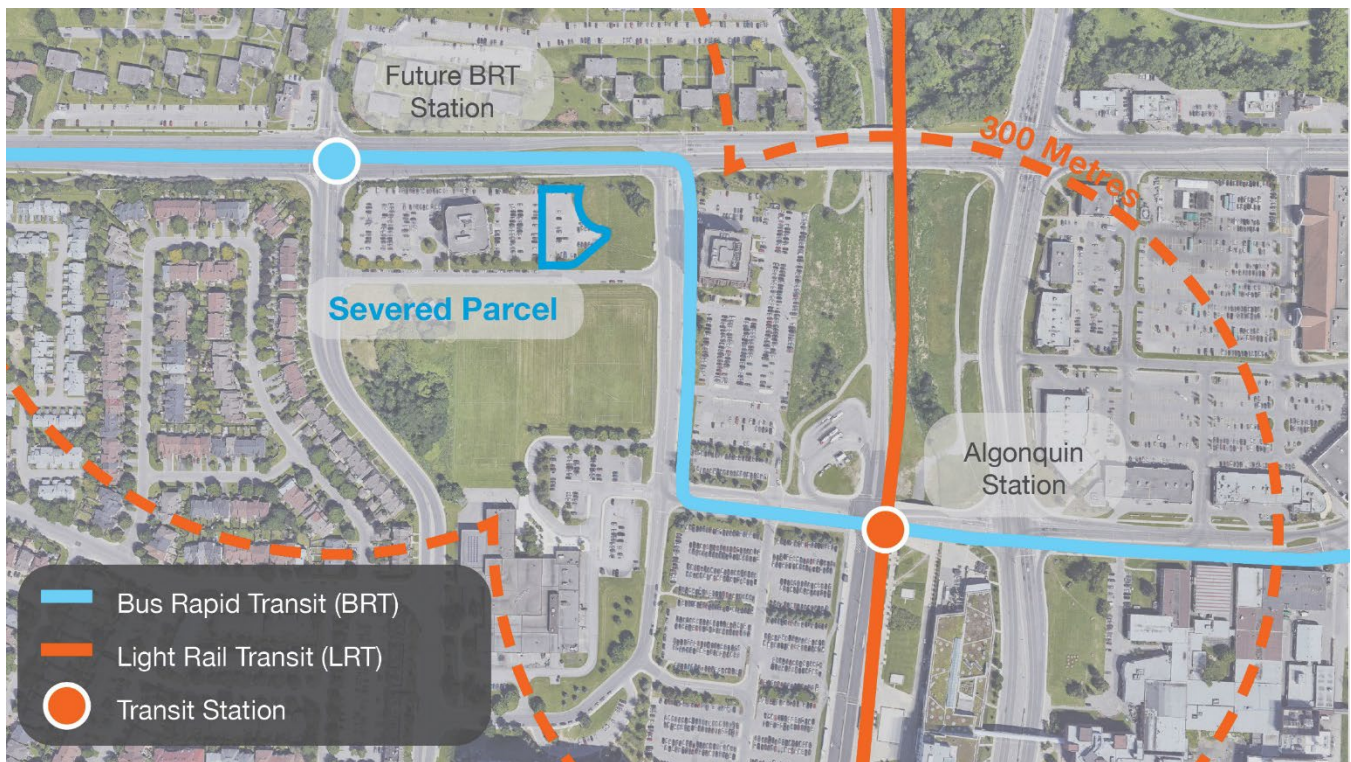 Future BRT
Station
300 Metres
Severed Parcel
Algonquin
Station
Bus Rapid Transit (BRT)
Light Rail Transit (LRT)
Transit Station